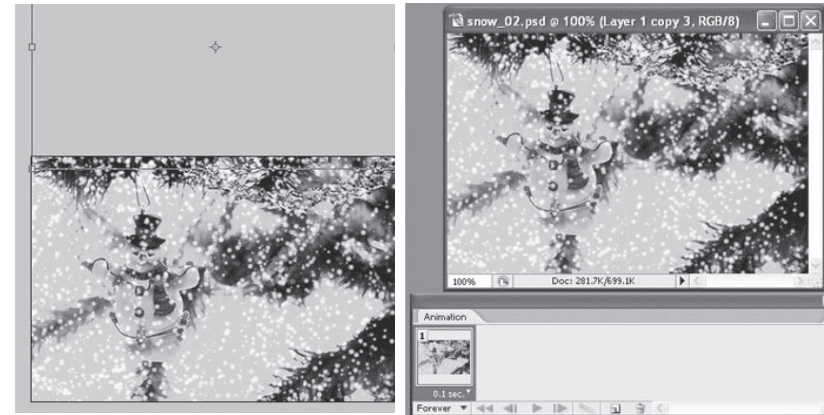 snow_02.psd @ 100% (Layer 1 copy 3, RGB/8)
100% Doc: 281.7K/699.1K
Animation
1
0.1 sec.
Forever